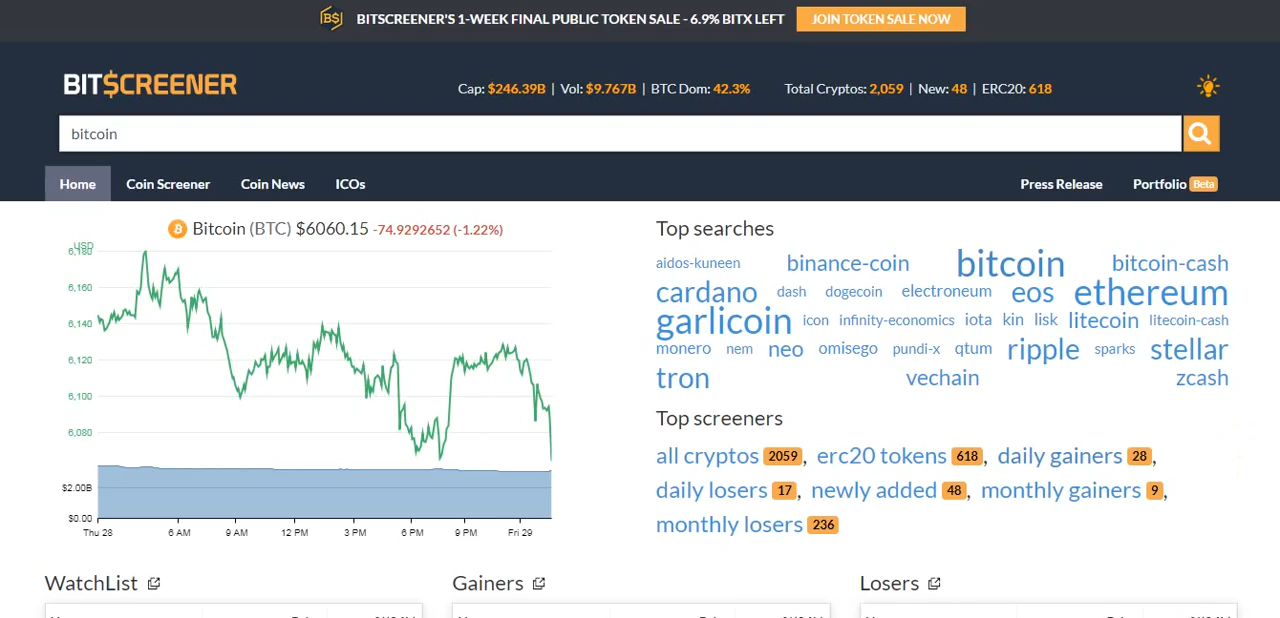 BITSCREENER'S 1-WEEK FINAL PUBLIC TOKEN SALE - 6.9% BITX LEFT JOIN TOKEN SALE NOW
BIT$CREENER
Cap: $246.39B | Vol: $9.767B | BTC Dom: 42.3% Total Cryptos: 2,059 | New: 48 | ERC20: 618
bitcoin
Home Coin Screener Coin News ICOs Press Release Portfolio Beta
Bitcoin (BTC) $6060.15 -74.9292652 (-1.22%)
USD
6,180
6,160
6,140
6,120
6,100
6,080
$2.00B
$0.00
Thu 28 6 AM 9 AM 12 PM 3 PM 6 PM 9 PM Fri 29
Top searches
aidos-kuneen binance-coin bitcoin bitcoin-cash
cardano dash dogecoin electroneum eos ethereum
garlicoin icon infinity-economics iota kin lisk litecoin litecoin-cash
monero nem neo omisego pundi-x qtum ripple sparks stellar
tron vechain zcash
Top screeners
all cryptos 2059, erc20 tokens 618, daily gainers 28,
daily losers 17, newly added 48, monthly gainers 9,
monthly losers 236
WatchList Gainers Losers